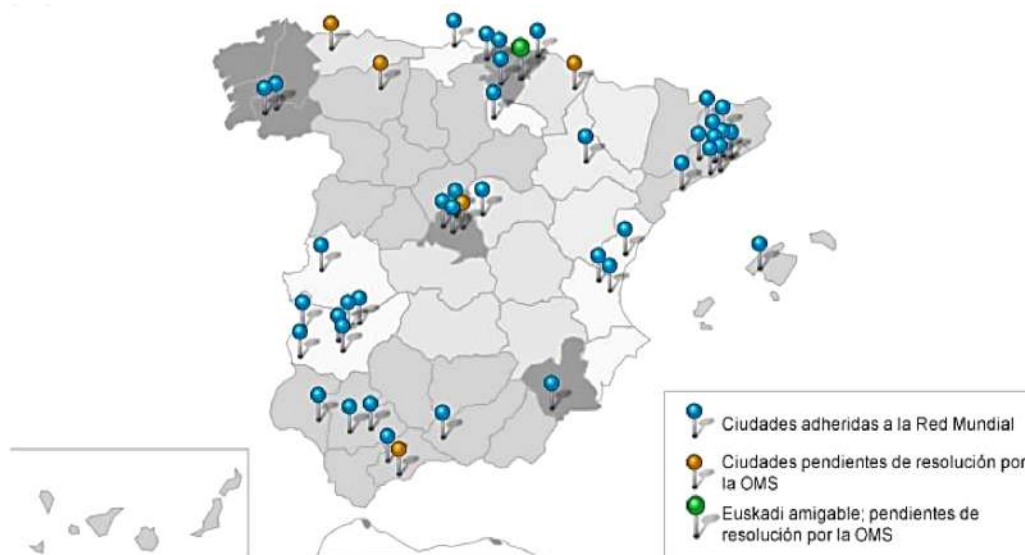 Ciudades adheridas a la Red Mundial
Ciudades pendientes de resolución por
la OMS
Euskadi amigable; pendientes de
resolución por la OMS